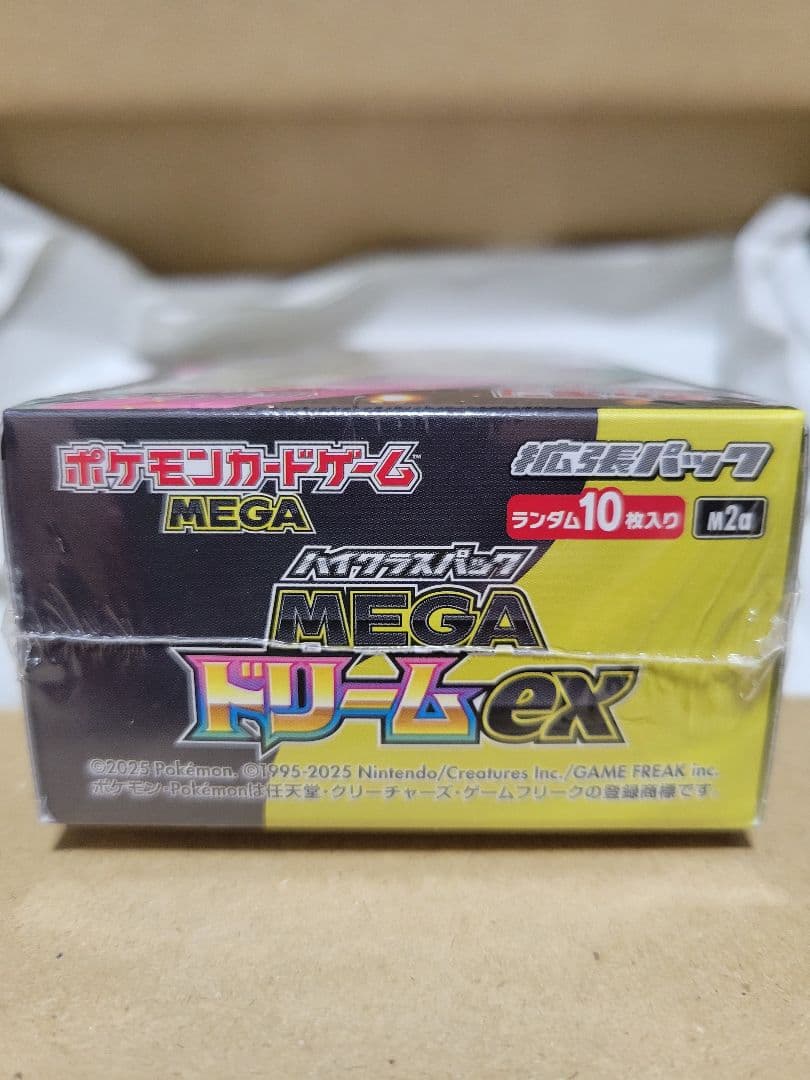 ポケモンカードゲーム™
MEGA
拡張パック
ランダム10枚入り
M2a
ハイクラスパック
MEGA
ドリームex
©2025 Pokémon. ©1995-2025 Nintendo/Creatures Inc./GAME FREAK inc.
ポケモン・Pokémonは任天堂・クリーチャーズ・ゲームフリークの登録商標です。